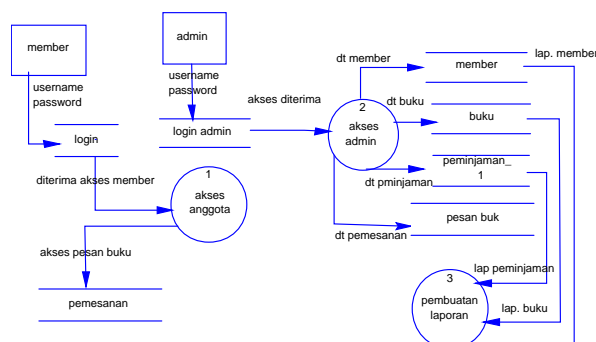 member
username
password
login
diterima akses member
1
akses
anggota
akses pesan buku
pemesanan
admin
username
password
login admin
akses diterima
2
akses
admin
dt member
member
lap. member
dt buku
buku
dt pminjaman
peminjaman_
1
dt pemesanan
pesan buk
lap peminjaman
3
pembuatan
laporan
lap. buku